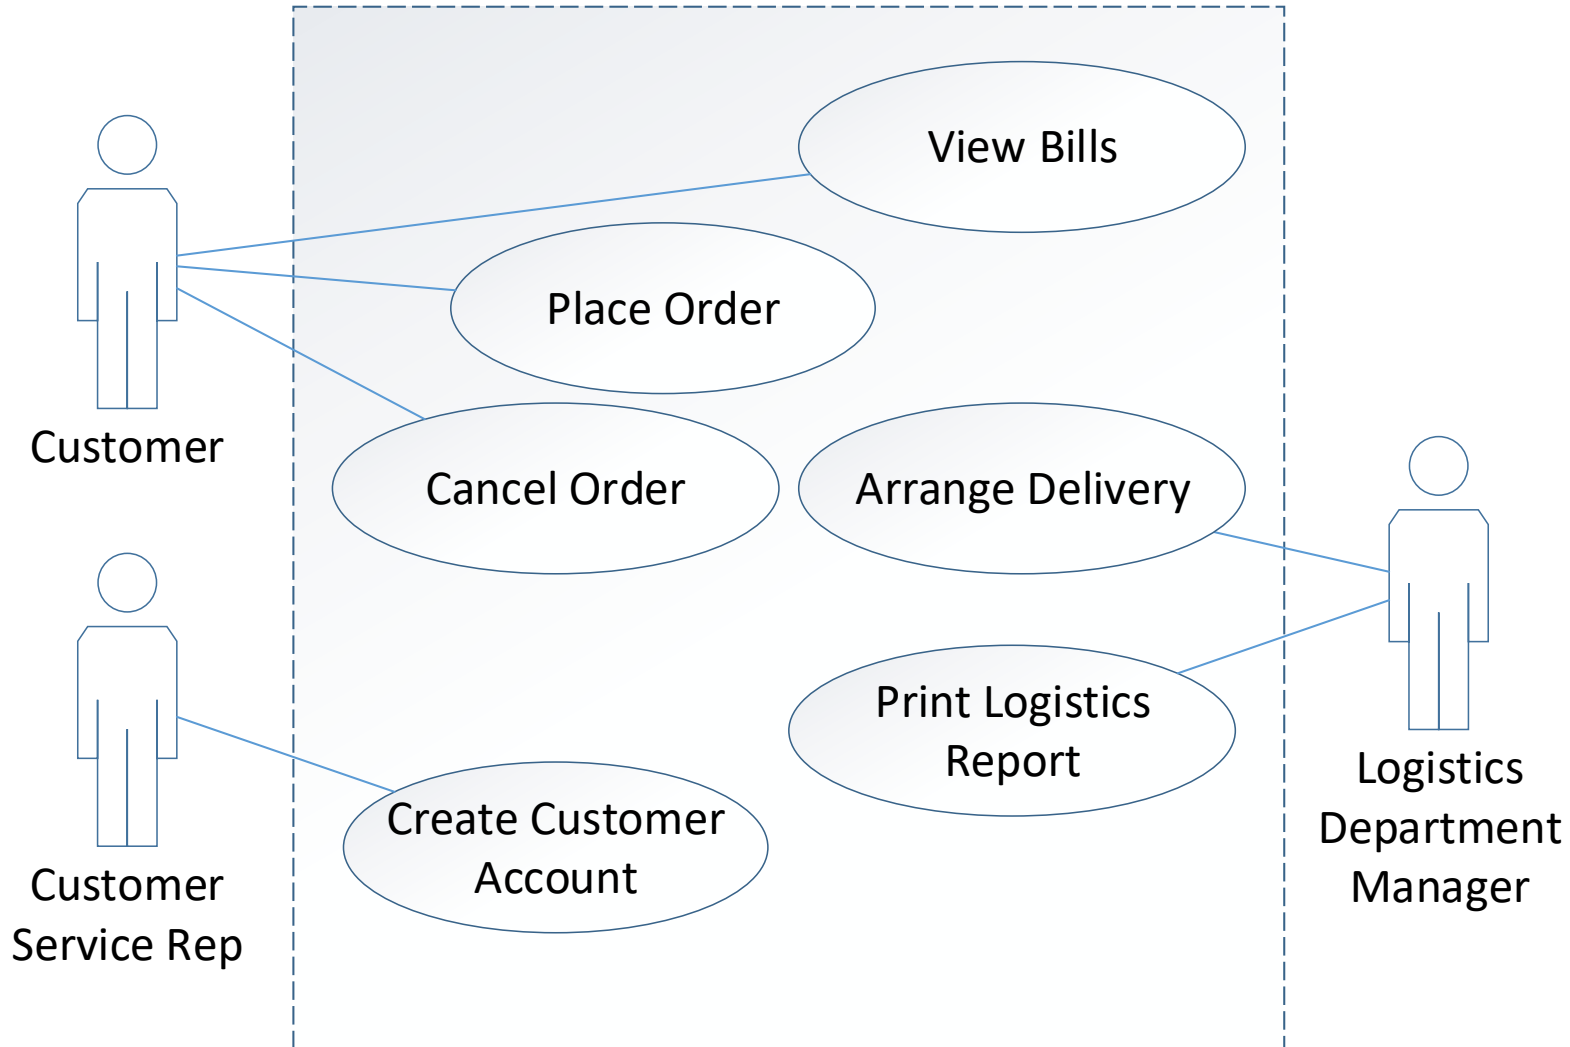 View Bills
Place Order
Customer
Cancel Order
Arrange Delivery
Print Logistics
Report
Logistics
Department
Manager
Create Customer
Account
Customer
Service Rep